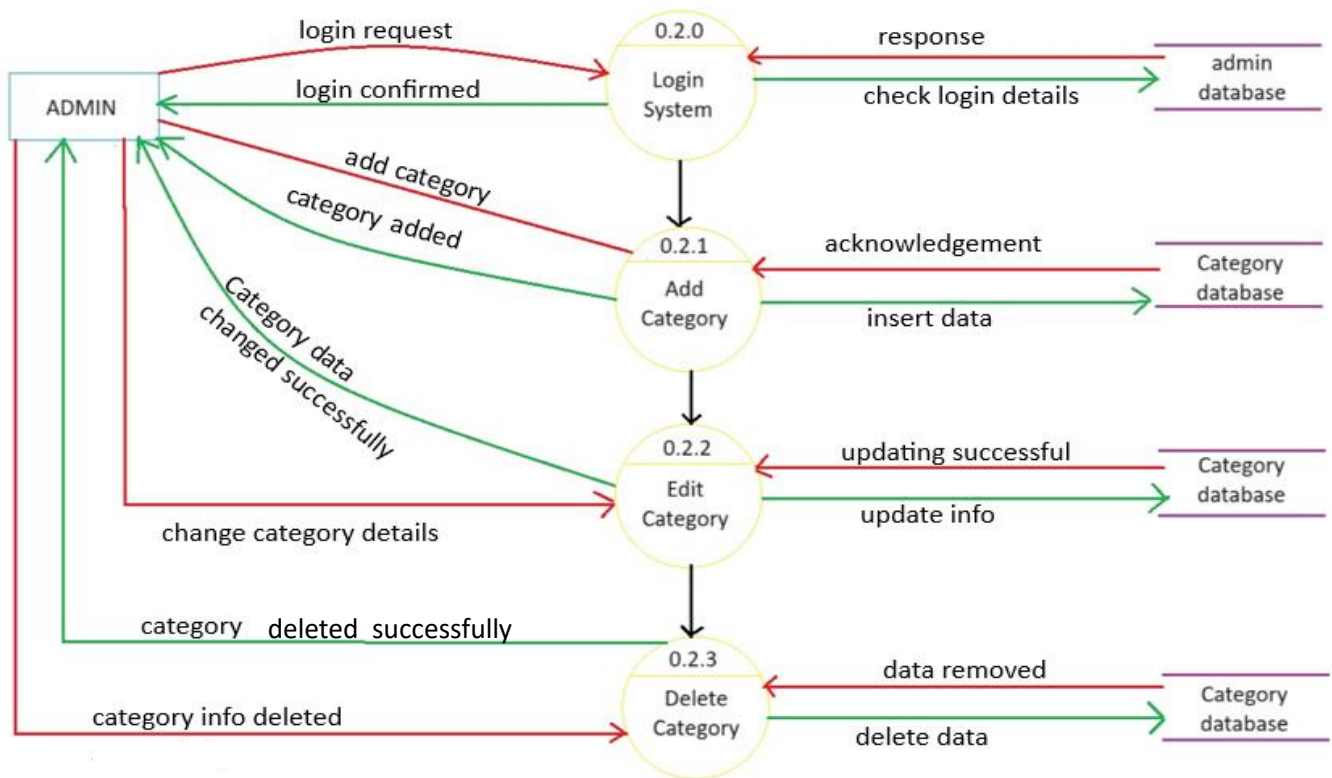 login request
0.2.0
response
ADMIN
login confirmed
Login
System
check login details
admin
database
add category
category added
0.2.1
Add
Category
acknowledgement
insert data
Category
database
Category data
changed successfully
0.2.2
Edit
Category
updating successful
update info
Category
database
change category details
category deleted successfully
0.2.3
Delete
Category
data removed
delete data
Category
database
category info deleted